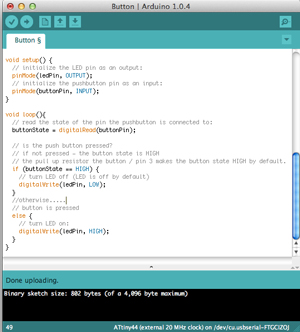 Button | Arduino 1.0.4
Button §
void setup() {
// initialize the LED pin as an output:
pinMode(ledPin, OUTPUT);
// initialize the pushbutton pin as an input:
pinMode(buttonPin, INPUT);
}
void loop(){
// read the state of the pin the pushbutton is connected to:
buttonState = digitalRead(buttonPin);
// is the push button pressed?
// if not pressed - the button state is HIGH
// the pull up resistor the button / pin 3 makes the button state HIGH by default.
if (buttonState == HIGH) {
// turn LED off (LED is off by default)
digitalWrite(ledPin, LOW);
}
//otherwise.....
// button is pressed
else {
// turn LED on:
digitalWrite(ledPin, HIGH);
}
}
Done uploading.
Binary sketch size: 802 bytes (of a 4,096 byte maximum)
49
ATtiny44 (external 20 MHz clock) on /dev/cu.usbserial-FTGCIZOJ